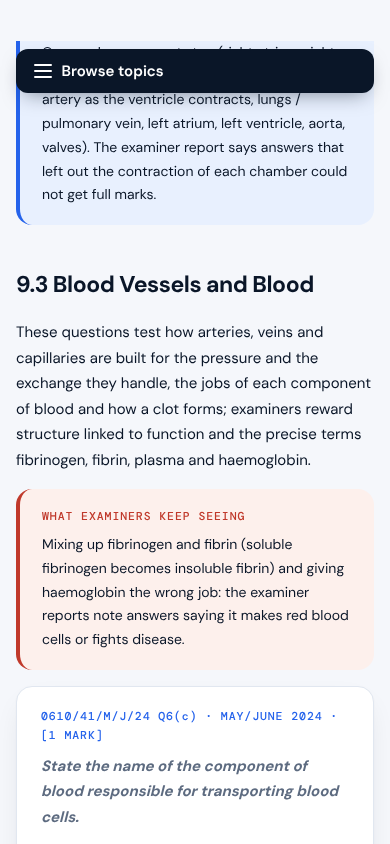 Browse topics
artery as the ventricle contracts, lungs /
pulmonary vein, left atrium, left ventricle, aorta,
valves). The examiner report says answers that
left out the contraction of each chamber could
not get full marks.
9.3 Blood Vessels and Blood
These questions test how arteries, veins and
capillaries are built for the pressure and the
exchange they handle, the jobs of each component
of blood and how a clot forms; examiners reward
structure linked to function and the precise terms
fibrinogen, fibrin, plasma and haemoglobin.
WHAT EXAMINERS KEEP SEEING
Mixing up fibrinogen and fibrin (soluble
fibrinogen becomes insoluble fibrin) and giving
haemoglobin the wrong job: the examiner
reports note answers saying it makes red blood
cells or fights disease.
0610/41/M/J/24 Q6(c) · MAY/JUNE 2024 ·
[1 MARK]
State the name of the component of
blood responsible for transporting blood
cells.